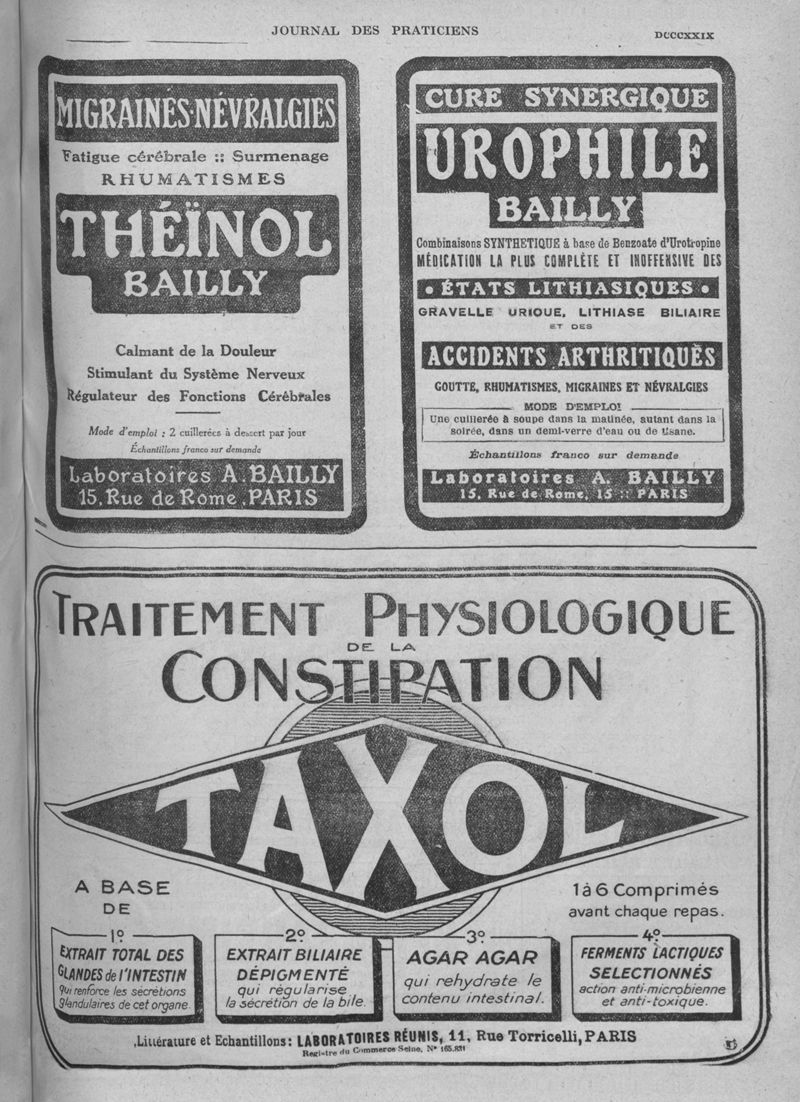 JOURNAL DES PRATICIENS
DCCCXXIX
MIGRAINES-NÉVRALGIES
Fatigue cérébrale :: Surmenage
RHUMATISMES
THÉÏNOL
BAILLY
Calmant de la Douleur
Stimulant du Système Nerveux
Régulateur des Fonctions Cérébrales
Mode d'emploi : 2 cuillerées à dessert par jour
Échantillons franco sur demande
Laboratoires A. BAILLY
15, Rue de Rome, PARIS
CURE SYNERGIQUE
UROPHILE
BAILLY
Combinaisons SYNTHETIQUE à base de Benzoate d'Urotropine
MÉDICATION LA PLUS COMPLÈTE ET INOFFENSIVE DES
• ÉTATS LITHIASIQUES •
GRAVELLE URIQUE, LITHIASE BILIAIRE
ET DES
ACCIDENTS ARTHRITIQUES
GOUTTE, RHUMATISMES, MIGRAINES ET NÉVRALGIES
MODE D'EMPLOI
Une cuillerée à soupe dans la matinée, autant dans la
soirée, dans un demi-verre d'eau ou de tisane.
Échantillons franco sur demande
Laboratoires A. BAILLY
15, Rue de Rome, 15 :: PARIS
TRAITEMENT PHYSIOLOGIQUE
DE LA
CONSTIPATION
TAXOL
A BASE
DE
1à6 Comprimés
avant chaque repas.
1º
EXTRAIT TOTAL DES
GLANDES de l'INTESTIN
qui renforce les sécrétions
glandulaires de cet organe.
2º
EXTRAIT BILIAIRE
DÉPIGMENTÉ
qui régularise
la sécrétion de la bile.
3º
AGAR AGAR
qui rehydrate le
contenu intestinal.
4º
FERMENTS LACTIQUES
SELECTIONNÉS
action anti-microbienne
et anti-toxique.
Littérature et Echantillons: LABORATOIRES RÉUNIS, 11, Rue Torricelli, PARIS
Registre du Commerce Seine, Nº 165.831